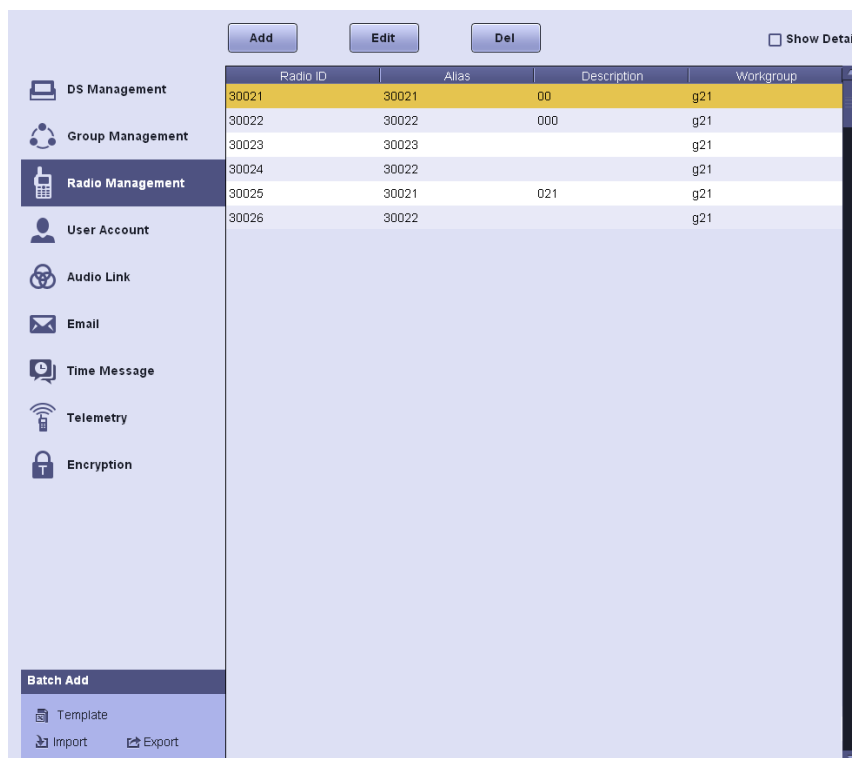 Add Edit Del Show Detai
DS Management
Group Management
Radio Management
User Account
Audio Link
Email
Time Message
Telemetry
T
Encryption
Batch Add
Template
Import Export
Radio ID Alias Description Workgroup
30021 30021 00 g21
30022 30022 000 g21
30023 30023 g21
30024 30022 g21
30025 30021 021 g21
30026 30022 g21